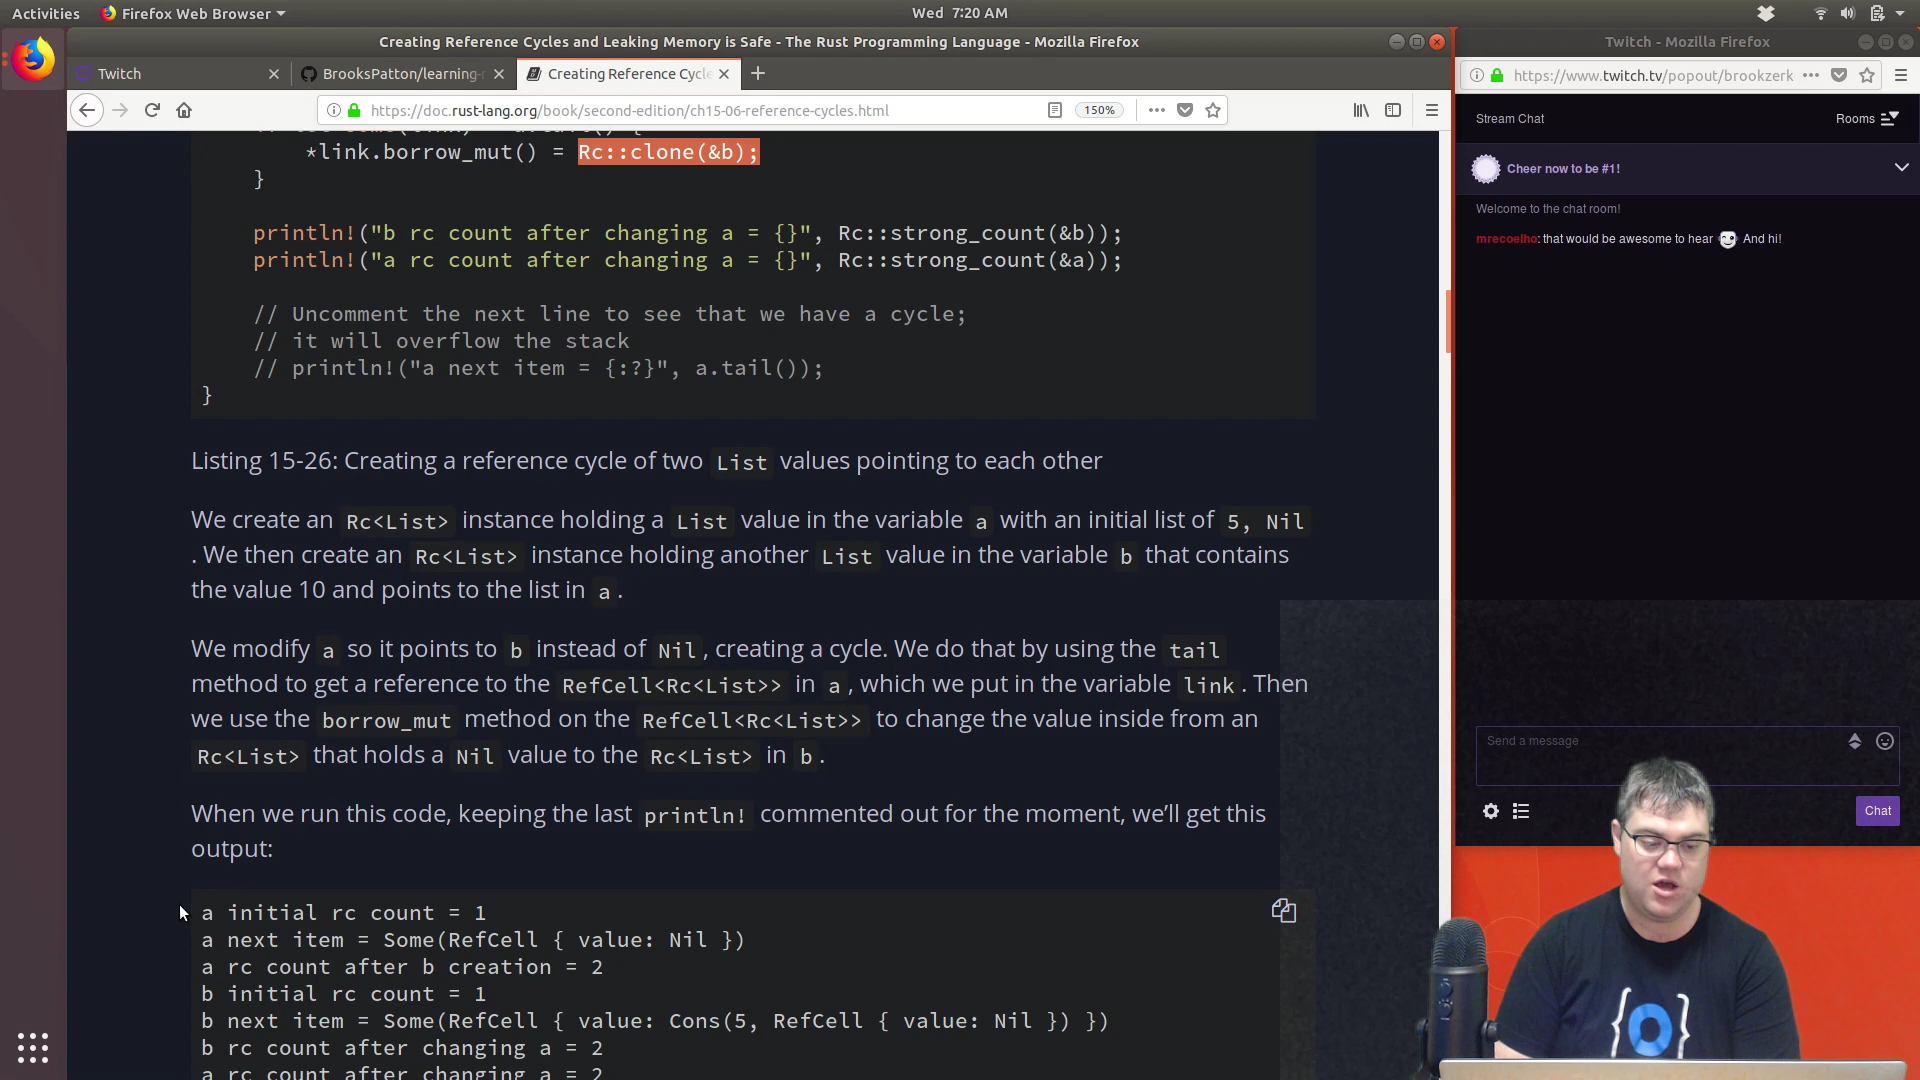 Activities
Firefox Web Browser
Wed 7:20 AM
Creating Reference Cycles and Leaking Memory is Safe - The Rust Programming Language - Mozilla Firefox
Twitch - Mozilla Firefox
Twitch
BrooksPatton/learning-r
Creating Reference Cycle
https://www.twitch.tv/popout/brookzerk
https://doc.rust-lang.org/book/second-edition/ch15-06-reference-cycles.html
150%
Stream Chat
Rooms
*link.borrow_mut() = Rc::clone(&b);
}
Cheer now to be #1!
Welcome to the chat room!
mrecoelho: that would be awesome to hear And hi!
println!("b rc count after changing a = {}", Rc::strong_count(&b));
println!("a rc count after changing a = {}", Rc::strong_count(&a));
// Uncomment the next line to see that we have a cycle;
// it will overflow the stack
// println!("a next item = {:?}", a.tail());
}
Listing 15-26: Creating a reference cycle of two List values pointing to each other
We create an Rc<List> instance holding a List value in the variable a with an initial list of 5, Nil
. We then create an Rc<List> instance holding another List value in the variable b that contains
the value 10 and points to the list in a.
We modify a so it points to b instead of Nil, creating a cycle. We do that by using the tail
method to get a reference to the RefCell<Rc<List>> in a, which we put in the variable link. Then
we use the borrow_mut method on the RefCell<Rc<List>> to change the value inside from an
Rc<List> that holds a Nil value to the Rc<List> in b.
When we run this code, keeping the last println! commented out for the moment, we'll get this
output:
a initial rc count = 1
a next item = Some(RefCell { value: Nil })
a rc count after b creation = 2
b initial rc count = 1
b next item = Some(RefCell { value: Cons(5, RefCell { value: Nil }) })
b rc count after changing a = 2
a rc count after changing a = 2
Send a message
Chat